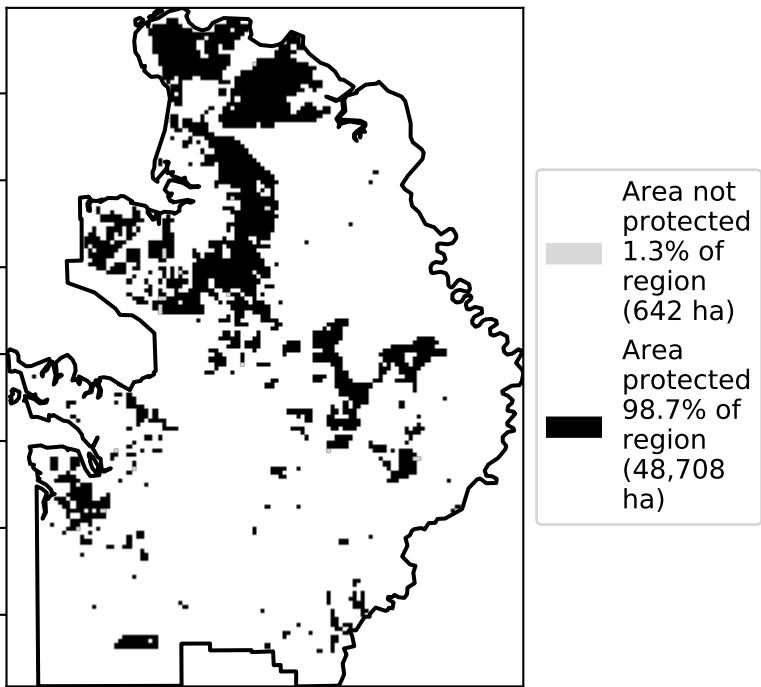 Area not
protected
1.3% of
region
(642 ha)
Area
protected
98.7% of
region
(48,708
ha)